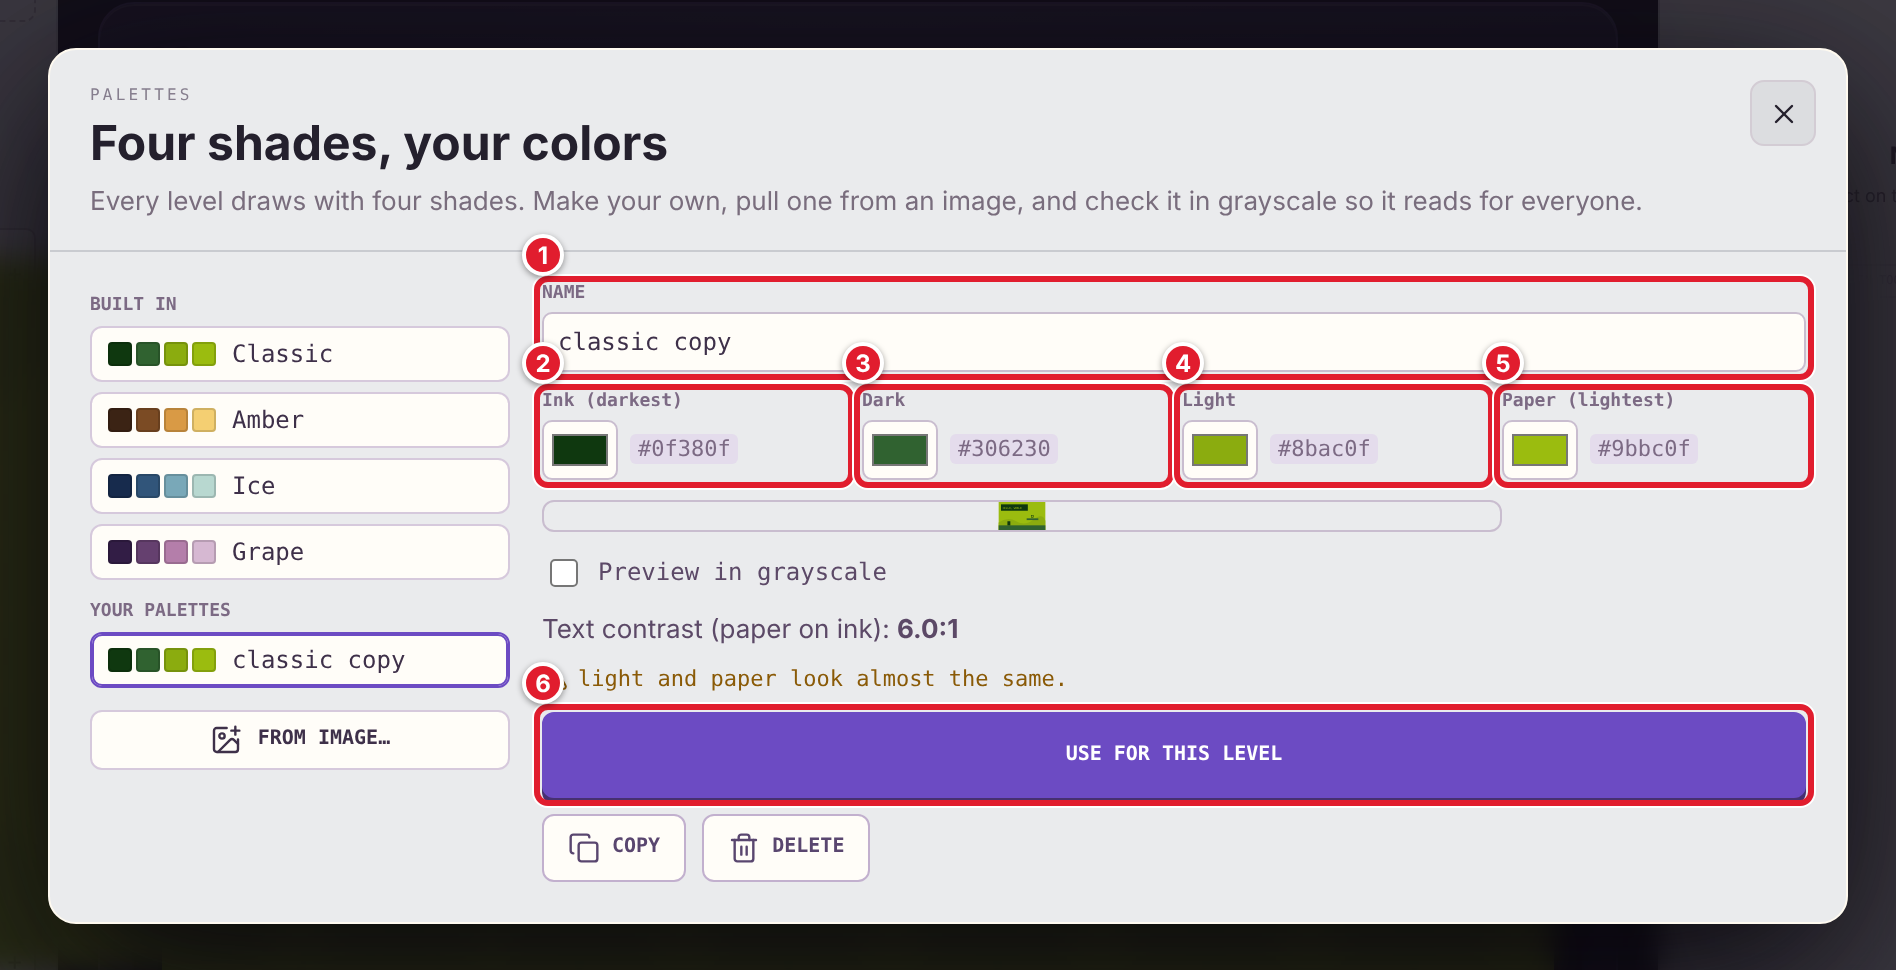 PALETTES
Four shades, your colors
Every level draws with four shades. Make your own, pull one from an image, and check it in grayscale so it reads for everyone.
BUILT IN
Classic
Amber
Ice
Grape
YOUR PALETTES
classic copy
FROM IMAGE…
1
NAME
classic copy
2
Ink (darkest)
#0f380f
3
Dark
#306230
4
Light
#8bac0f
5
Paper (lightest)
#9bbc0f
Preview in grayscale
Text contrast (paper on ink): 6.0:1
6
light and paper look almost the same.
USE FOR THIS LEVEL
COPY
DELETE